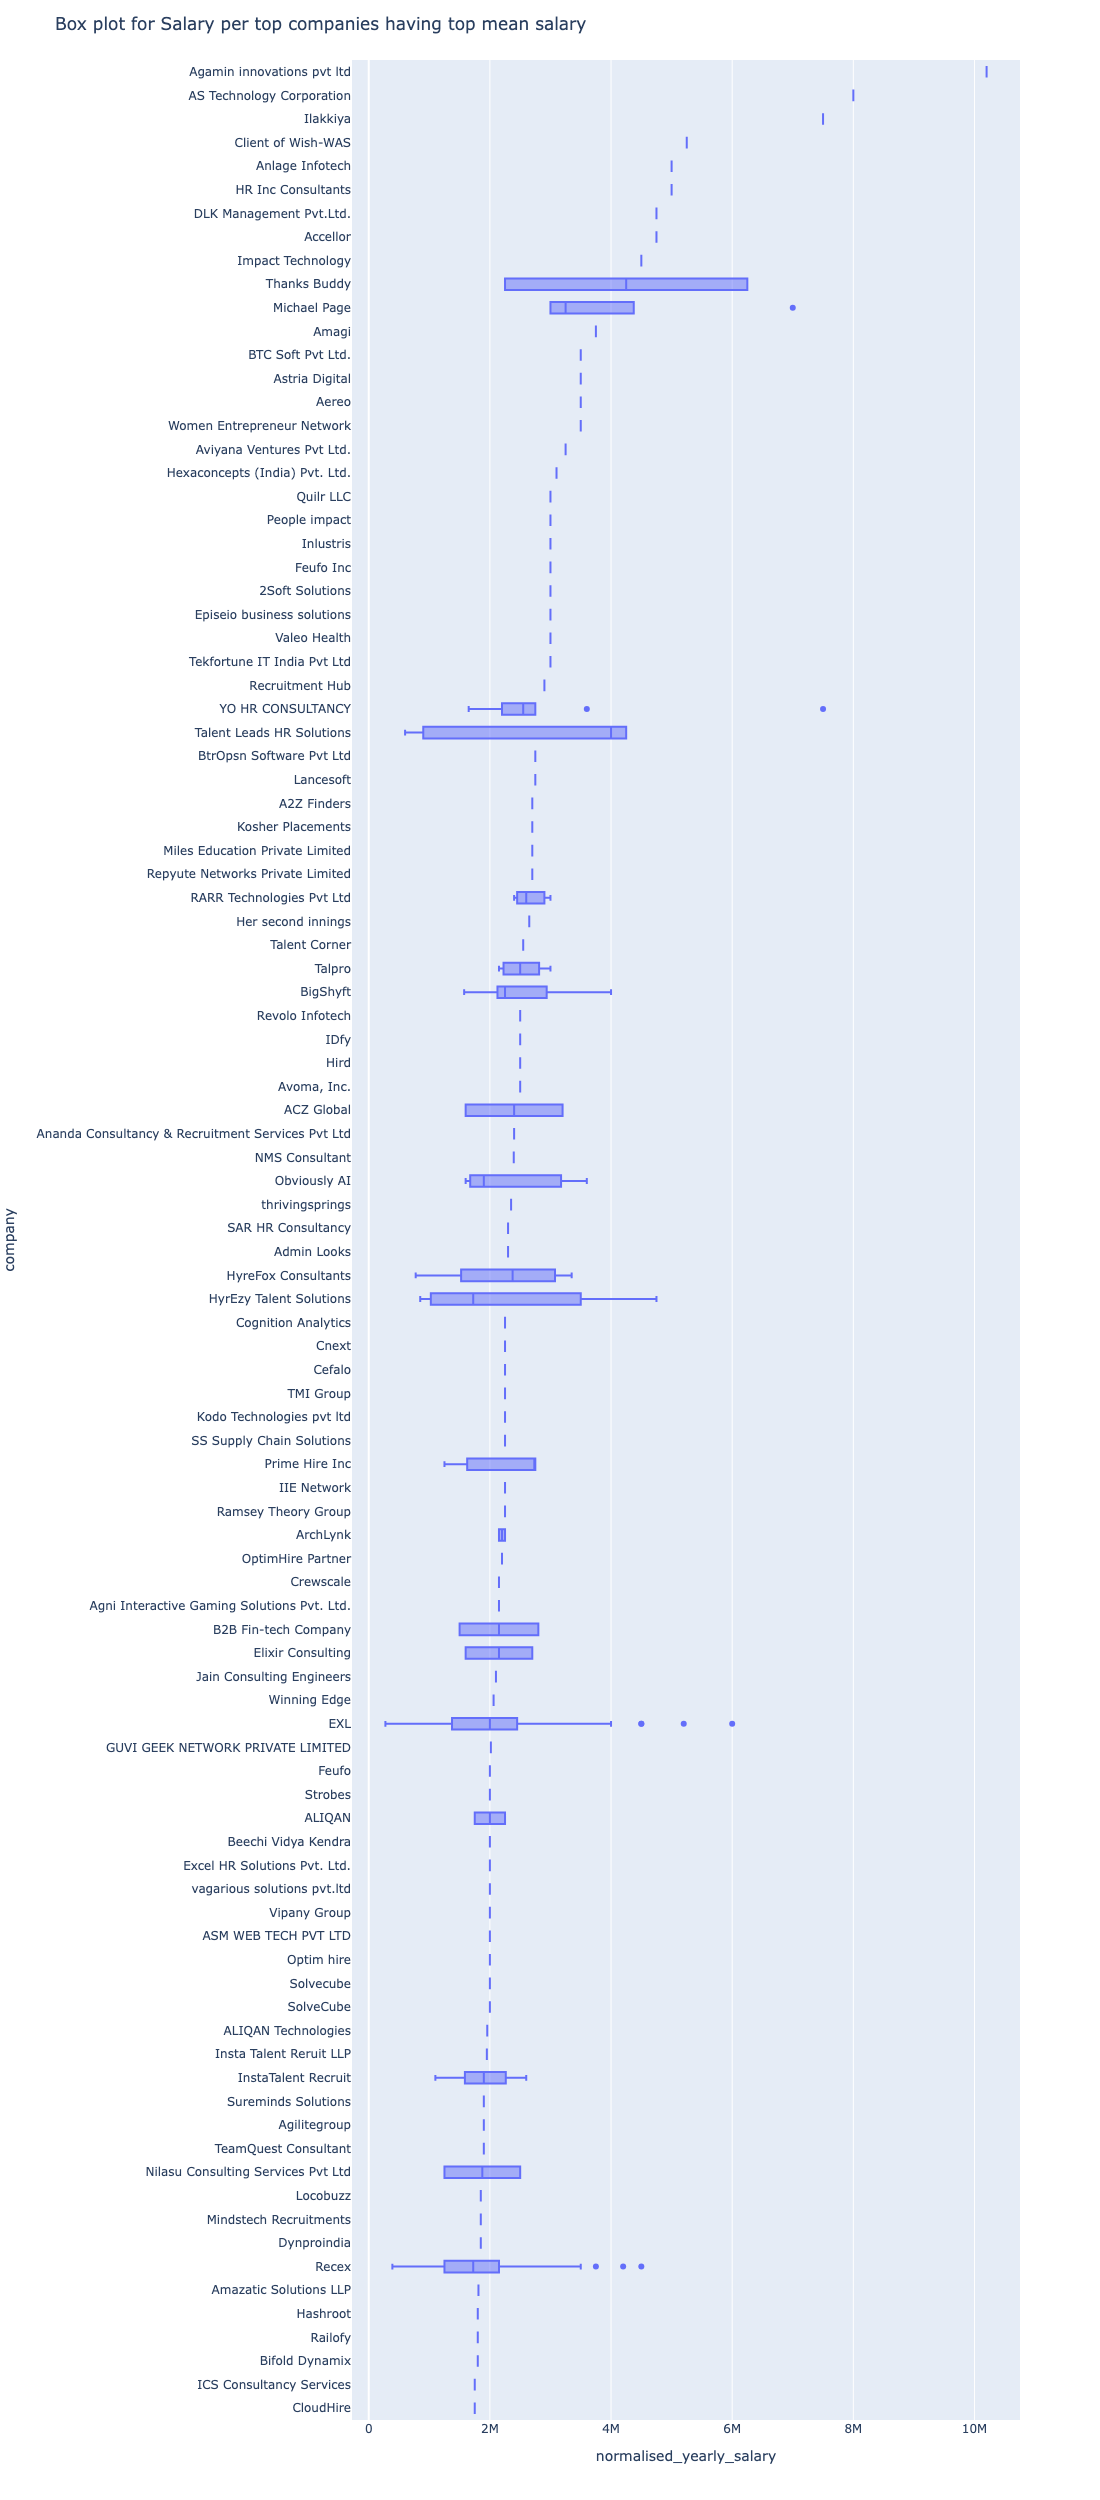 Box plot for Salary per top companies having top mean salary
Agamin innovations pvt ltd
AS Technology Corporation
Ilakkiya
Client of Wish-WAS
Anlage Infotech
HR Inc Consultants
DLK Management Pvt.Ltd.
Accellor
Impact Technology
Thanks Buddy
Michael Page
Amagi
BTC Soft Pvt Ltd.
Astria Digital
Aereo
Women Entrepreneur Network
Aviyana Ventures Pvt Ltd.
Hexaconcepts (India) Pvt. Ltd.
Quilr LLC
People impact
Inlustris
Feufo Inc
2Soft Solutions
Episeio business solutions
Valeo Health
Tekfortune IT India Pvt Ltd
Recruitment Hub
YO HR CONSULTANCY
Talent Leads HR Solutions
BtrOpsn Software Pvt Ltd
Lancesoft
A2Z Finders
Kosher Placements
Miles Education Private Limited
Repyute Networks Private Limited
RARR Technologies Pvt Ltd
Her second innings
Talent Corner
Talpro
BigShyft
Revolo Infotech
IDfy
Hird
Avoma, Inc.
ACZ Global
Ananda Consultancy & Recruitment Services Pvt Ltd
NMS Consultant
Obviously AI
thrivingsprings
SAR HR Consultancy
Admin Looks
HyreFox Consultants
HyrEzy Talent Solutions
Cognition Analytics
Cnext
Cefalo
TMI Group
Kodo Technologies pvt ltd
SS Supply Chain Solutions
Prime Hire Inc
IIE Network
Ramsey Theory Group
ArchLynk
OptimHire Partner
Crewscale
Agni Interactive Gaming Solutions Pvt. Ltd.
B2B Fin-tech Company
Elixir Consulting
Jain Consulting Engineers
Winning Edge
EXL
GUVI GEEK NETWORK PRIVATE LIMITED
Feufo
Strobes
ALIQAN
Beechi Vidya Kendra
Excel HR Solutions Pvt. Ltd.
vagarious solutions pvt.ltd
Vipany Group
ASM WEB TECH PVT LTD
Optim hire
Solvecube
SolveCube
ALIQAN Technologies
Insta Talent Reruit LLP
InstaTalent Recruit
Sureminds Solutions
Agilitegroup
TeamQuest Consultant
Nilasu Consulting Services Pvt Ltd
Locobuzz
Mindstech Recruitments
Dynproindia
Recex
Amazatic Solutions LLP
Hashroot
Railofy
Bifold Dynamix
ICS Consultancy Services
CloudHire
company
0 2M 4M 6M 8M 10M
normalised_yearly_salary